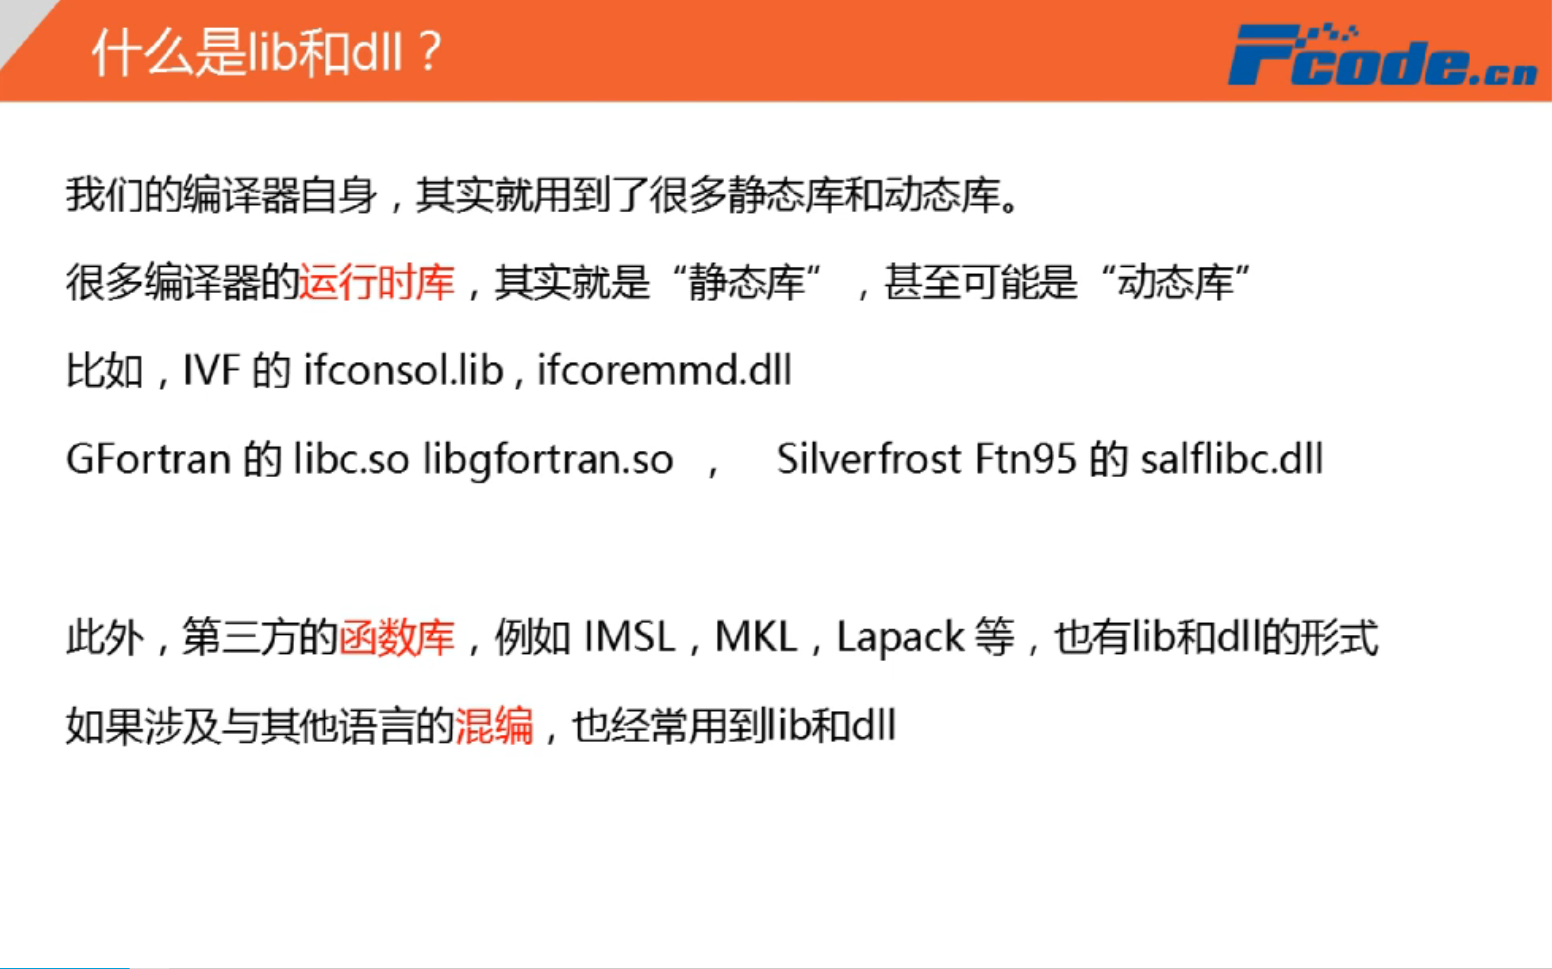 什么是lib和dll？
Fcode.cn
我们的编译器自身，其实就用到了很多静态库和动态库。
很多编译器的运行时库，其实就是“静态库”，甚至可能是“动态库”
比如，IVF 的 ifconsol.lib , ifcoremmd.dll
GFortran 的 libc.so libgfortran.so ， Silverfrost Ftn95 的 salflibc.dll
此外，第三方的函数库，例如 IMSL，MKL，Lapack 等，也有lib和dll的形式
如果涉及与其他语言的混编，也经常用到lib和dll